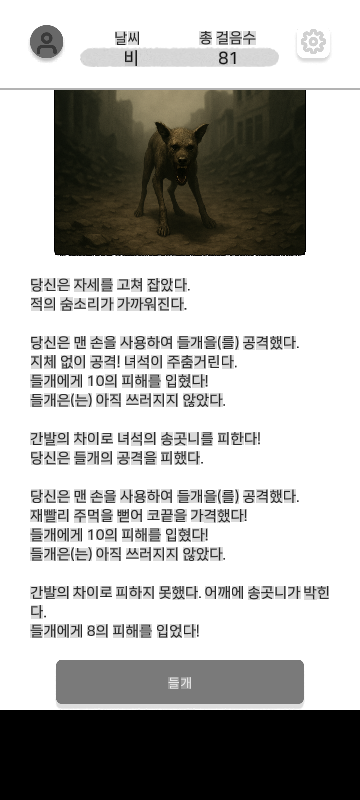 날씨
총 걸음수
비
81
당신은 자세를 고쳐 잡았다.
적의 숨소리가 가까워진다.
당신은 맨 손을 사용하여 들개을(를) 공격했다.
지체 없이 공격! 녀석이 주춤거린다.
들개에게 10의 피해를 입혔다!
들개은(는) 아직 쓰러지지 않았다.
간발의 차이로 녀석의 송곳니를 피한다!
당신은 들개의 공격을 피했다.
당신은 맨 손을 사용하여 들개을(를) 공격했다.
재빨리 주먹을 뻗어 코끝을 가격했다!
들개에게 10의 피해를 입혔다!
들개은(는) 아직 쓰러지지 않았다.
간발의 차이로 피하지 못했다. 어깨에 송곳니가 박힌
다.
들개에게 8의 피해를 입었다!
들개